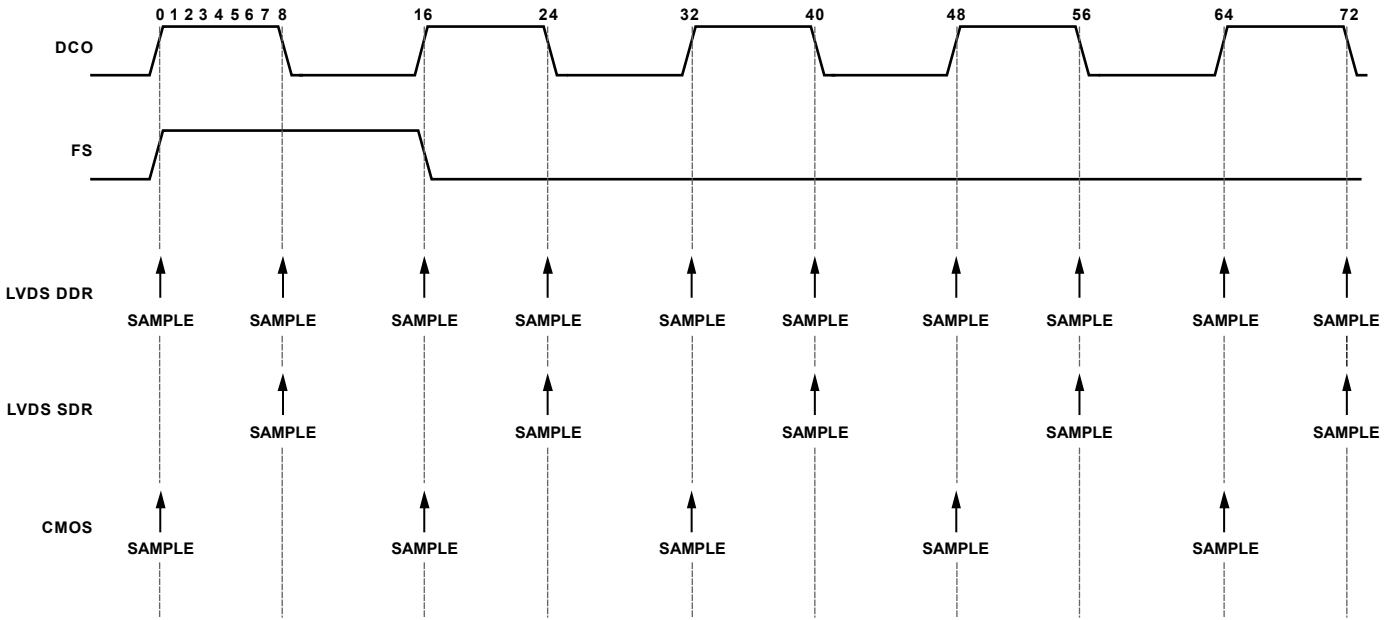 0 1 2 3 4 5 6 7 8 16 24 32 40 48 56 64 72
DCO
FS
LVDS DDR
SAMPLE SAMPLE SAMPLE SAMPLE SAMPLE SAMPLE SAMPLE SAMPLE SAMPLE SAMPLE
LVDS SDR
SAMPLE SAMPLE SAMPLE SAMPLE SAMPLE
CMOS
SAMPLE SAMPLE SAMPLE SAMPLE SAMPLE